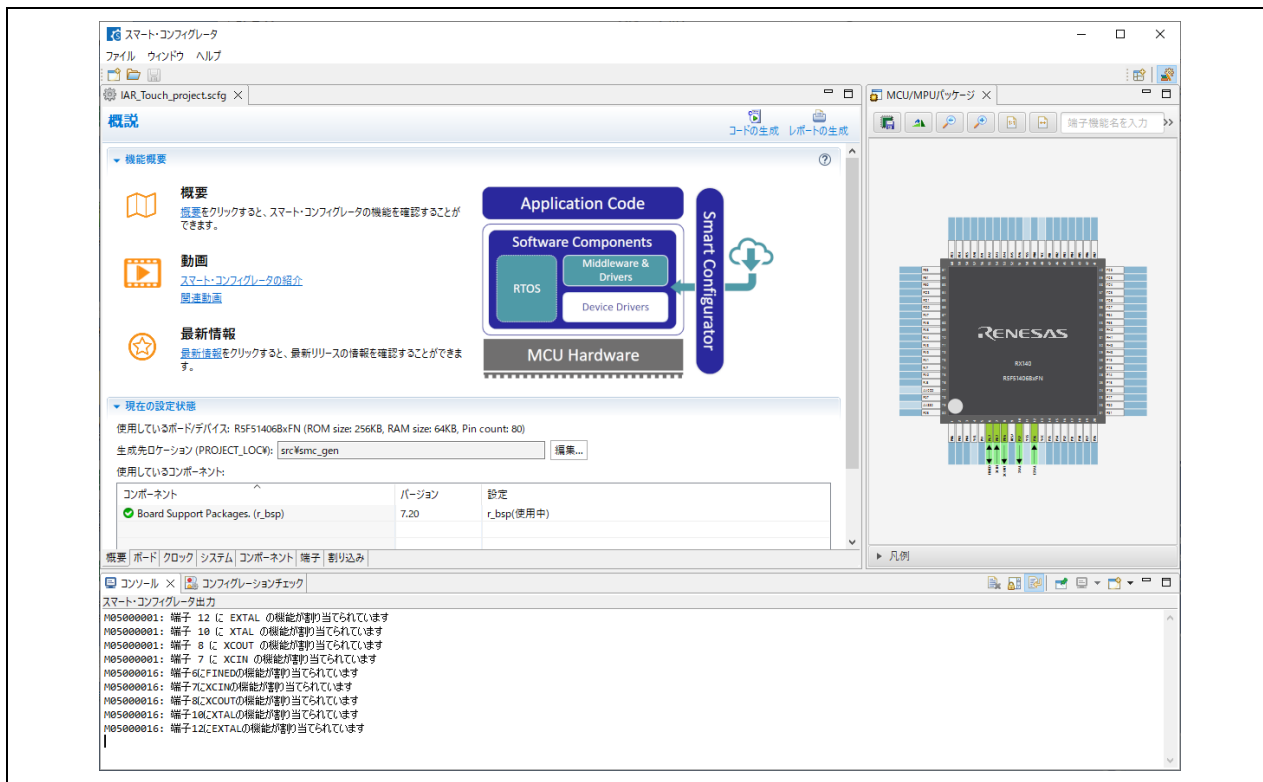 スマート・コンフィグレータ
ファイル ウィンドウ ヘルプ
IAR_Touch_project.scfg
概説
コードの生成 レポートの生成
機能概要
概要
概要をクリックすると、スマート・コンフィグレータの機能を確認することが
できます。
動画
スマート・コンフィグレータの紹介
関連動画
最新情報
最新情報をクリックすると、最新リリースの情報を確認することができま
す。
Application Code
Software Components
Middleware &
Drivers
RTOS
Device Drivers
MCU Hardware
Smart Configurator
現在の設定状態
使用しているボード/デバイス: R5F51406BxFN (ROM size: 256KB, RAM size: 64KB, Pin count: 80)
生成先ロケーション (PROJECT_LOC¥): src¥smc_gen 編集...
使用しているコンポーネント:
コンポーネント バージョン 設定
Board Support Packages. (r_bsp) 7.20 r_bsp(使用中)
概要 ボード クロック システム コンポーネント 端子 割り込み
MCU/MPUパッケージ
端子機能名を入力
RENESAS
RX140
R5F51406BxFN
凡例
コンソール コンフィグレーションチェック
スマート・コンフィグレータ出力
M05000001: 端子 12 に EXTAL の機能が割り当てられています
M05000001: 端子 10 に XTAL の機能が割り当てられています
M05000001: 端子 8 に XCOUT の機能が割り当てられています
M05000001: 端子 7 に XCIN の機能が割り当てられています
M05000016: 端子6にFINEDの機能が割り当てられています
M05000016: 端子7にXCINの機能が割り当てられています
M05000016: 端子8にXCOUTの機能が割り当てられています
M05000016: 端子10にXTALの機能が割り当てられています
M05000016: 端子12にEXTALの機能が割り当てられています